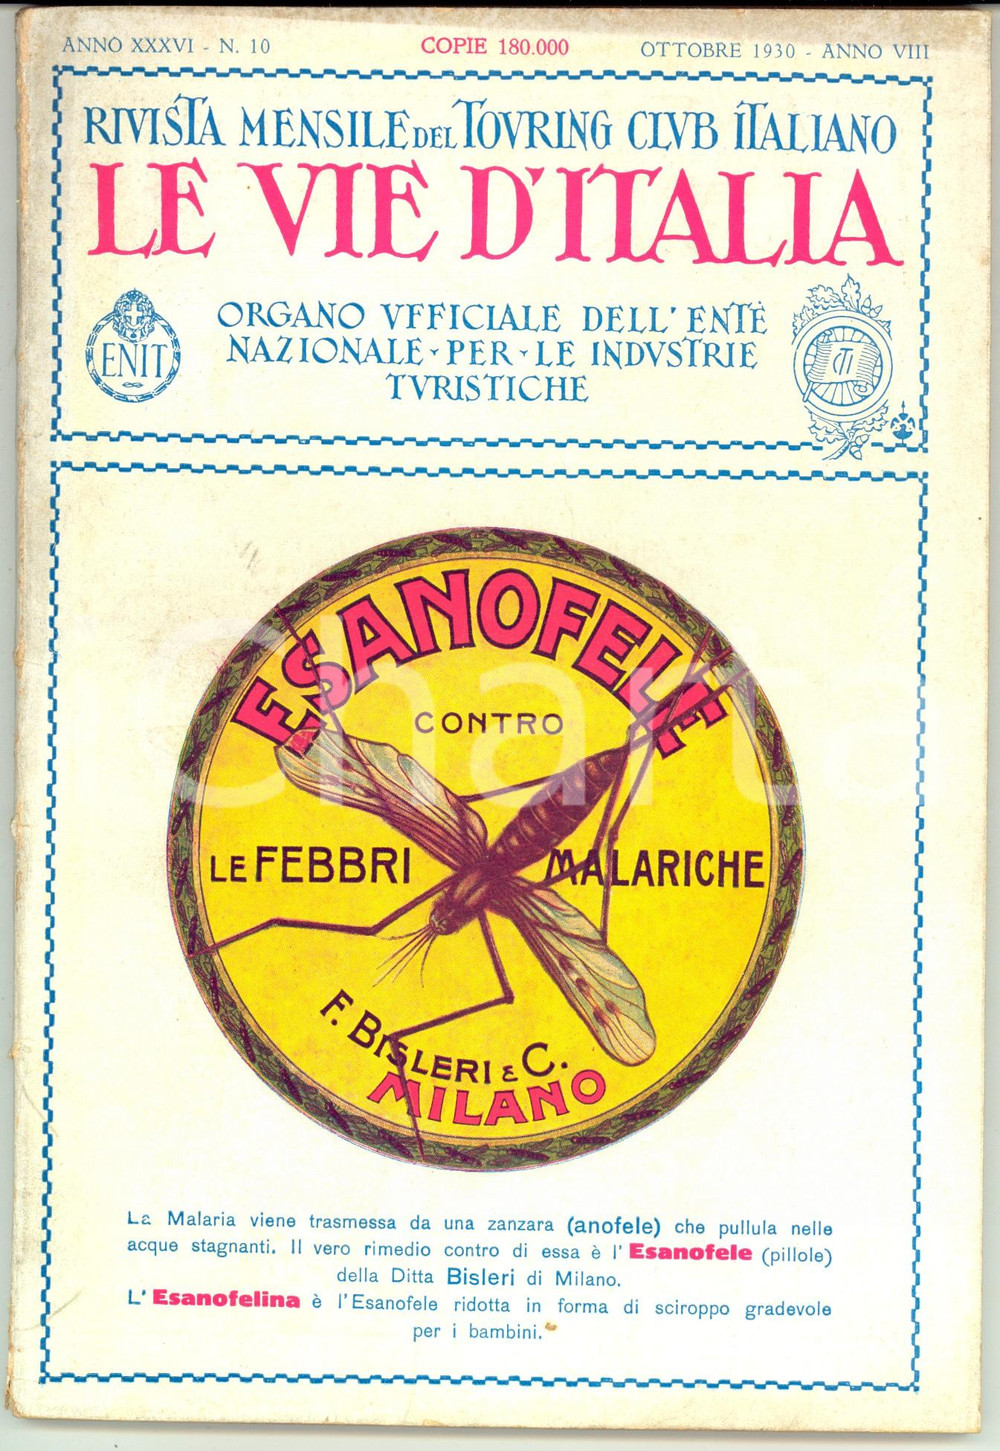 ANNO XXXVI - N. 10 COPIE 180.000 OTTOBRE 1930 - ANNO VIII
RIVISTA MENSILE DEL TOVRING CLVB ITALIANO
LE VIE D'ITALIA
ORGANO VFFICIALE DELL'ENTE
NAZIONALE-PER-LE INDVSTRIE
TVRISTICHE
ENIT
CTI
ESANOFELE
CONTRO
LE FEBBRI MALARICHE
F. BISLERI & C.
MILANO
Charta
La Malaria viene trasmessa da una zanzara (anofele) che pullula nelle
acque stagnanti. Il vero rimedio contro di essa è l'Esanofele (pillole)
della Ditta Bisleri di Milano.
L'Esanofelina è l'Esanofele ridotta in forma di sciroppo gradevole
per i bambini.